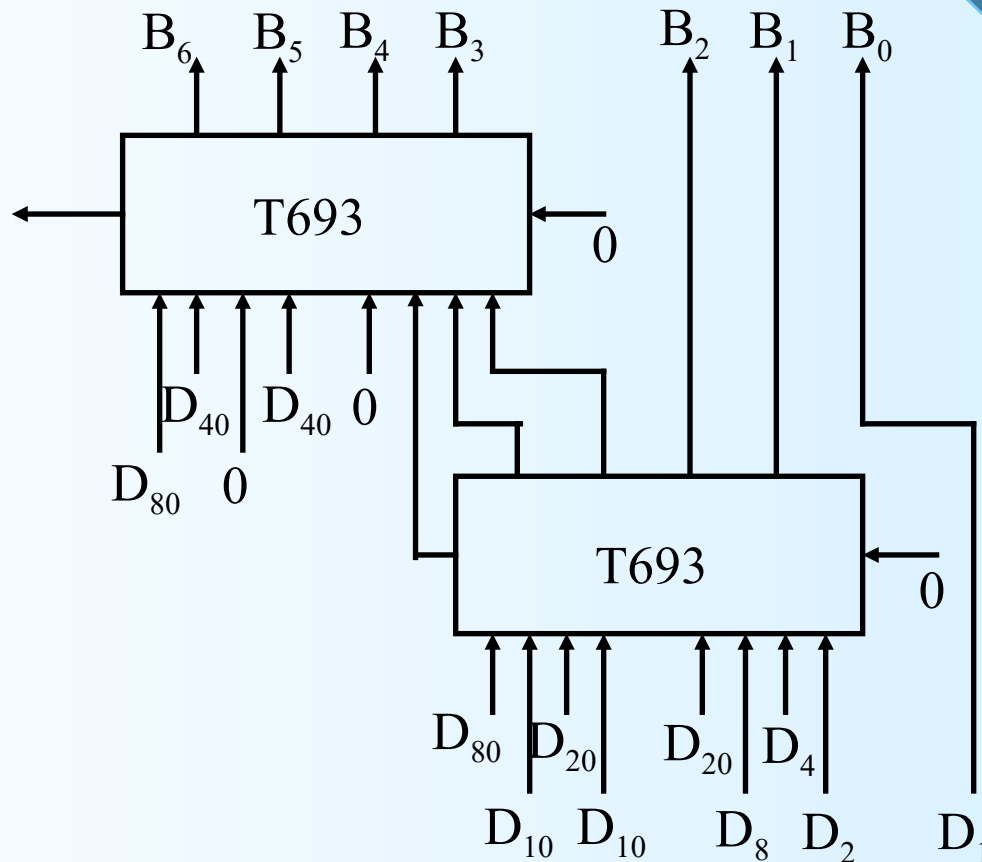 B₆ B₅ B₄ B₃ B₂ B₁ B₀
T693
0
D₄₀ D₄₀ 0
D₈₀ 0
T693
0
D₈₀ D₂₀ D₂₀ D₄
D₁₀ D₁₀ D₈ D₂ D₁